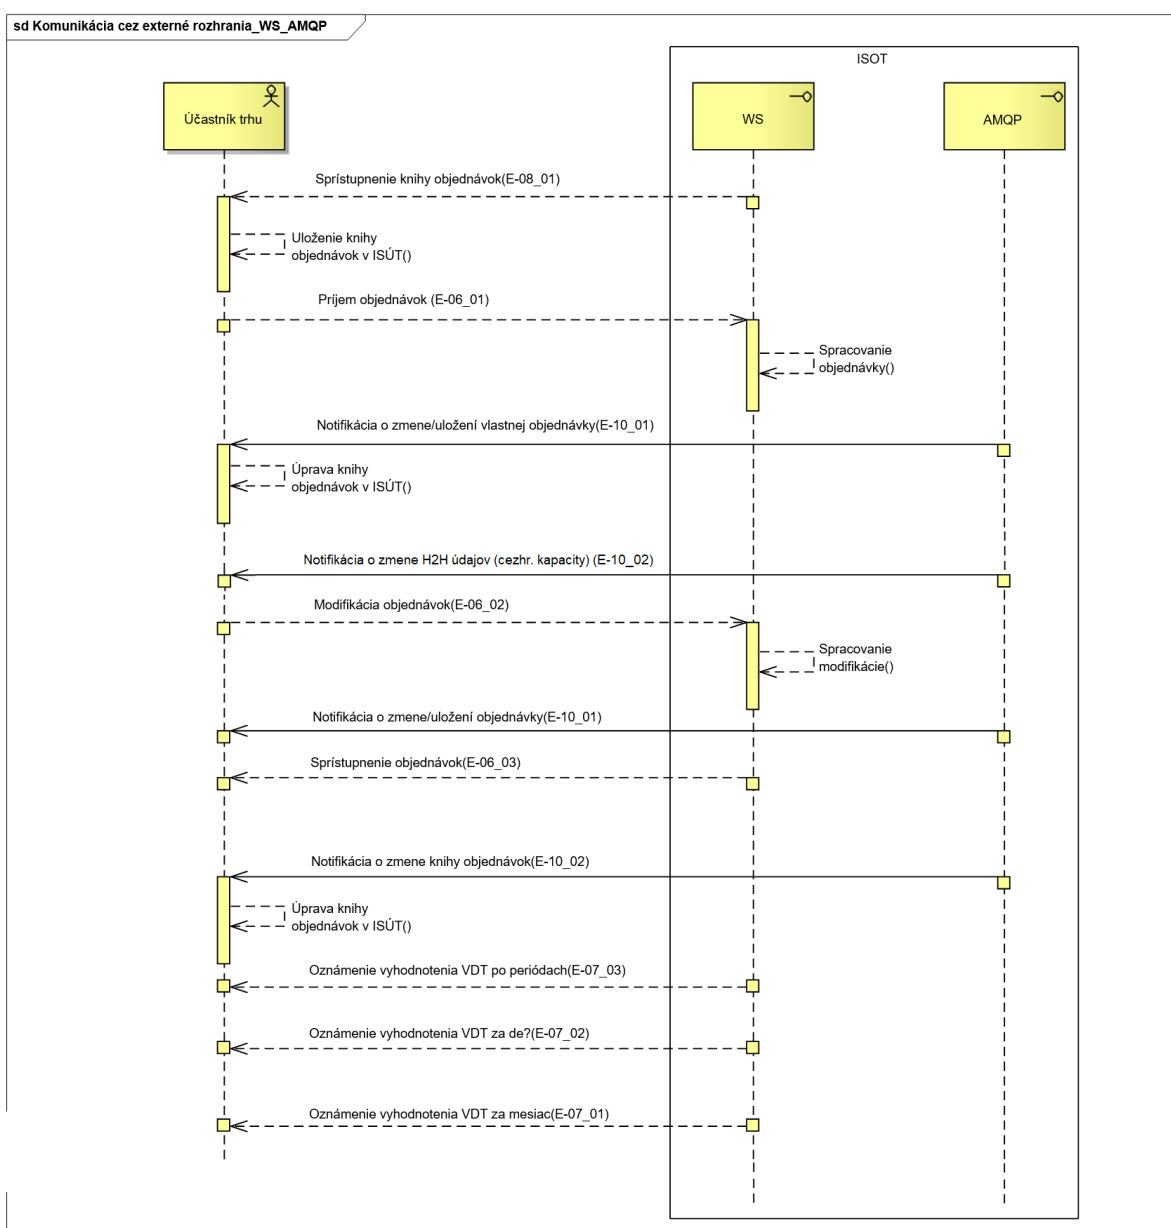 sd Komunikácia cez externé rozhrania_WS_AMQP
ISOT
Účastník trhu
WS
AMQP
Sprístupnenie knihy objednávok(E-08_01)
Uloženie knihy
objednávok v ISÚT()
Príjem objednávok (E-06_01)
Spracovanie
objednávky()
Notifikácia o zmene/uložení vlastnej objednávky(E-10_01)
Úprava knihy
objednávok v ISÚT()
Notifikácia o zmene H2H údajov (cezhr. kapacity) (E-10_02)
Modifikácia objednávok(E-06_02)
Spracovanie
modifikácie()
Notifikácia o zmene/uložení objednávky(E-10_01)
Sprístupnenie objednávok(E-06_03)
Notifikácia o zmene knihy objednávok(E-10_02)
Úprava knihy
objednávok v ISÚT()
Oznámenie vyhodnotenia VDT po periódach(E-07_03)
Oznámenie vyhodnotenia VDT za de?(E-07_02)
Oznámenie vyhodnotenia VDT za mesiac(E-07_01)